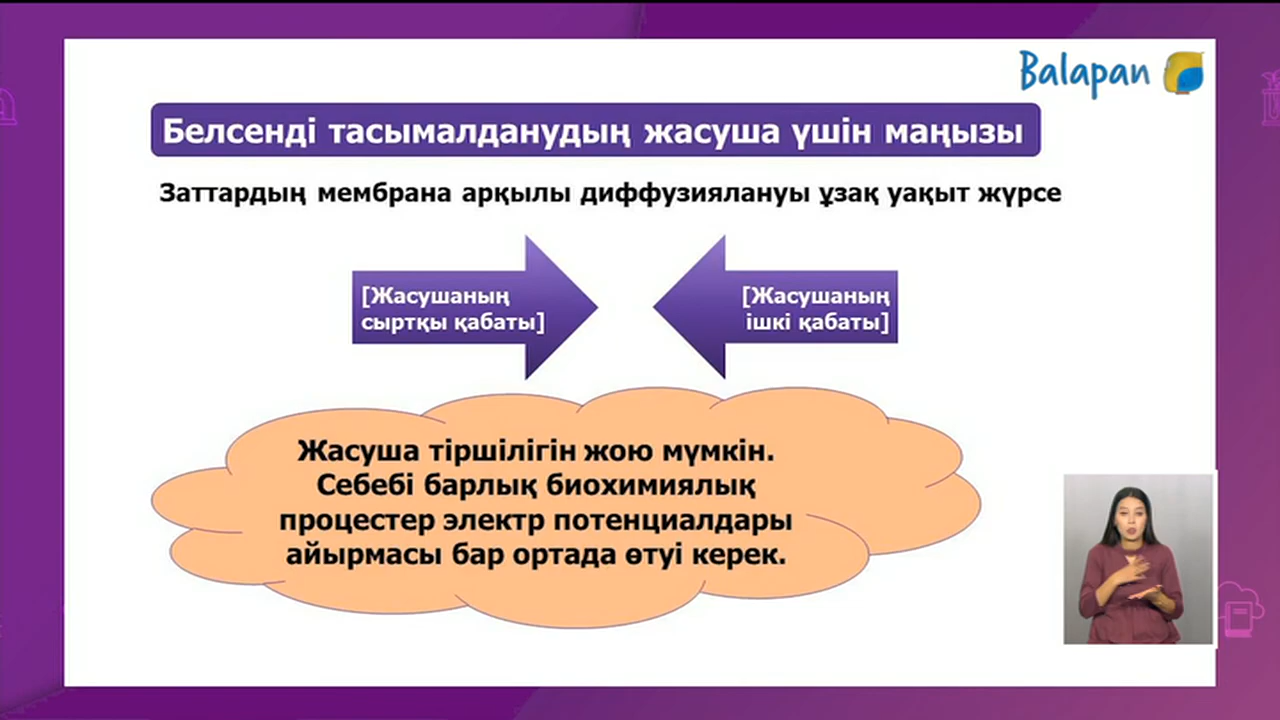 Balapan
Белсенді тасымалданудың жасуша үшін маңызы
Заттардың мембрана арқылы диффузиялануы ұзақ уақыт жүрсе
[Жасушаның
сыртқы қабаты]
[Жасушаның
ішкі қабаты]
Жасуша тіршілігін жою мүмкін.
Себебі барлық биохимиялық
процестер электр потенциалдары
айырмасы бар ортада өтуі керек.